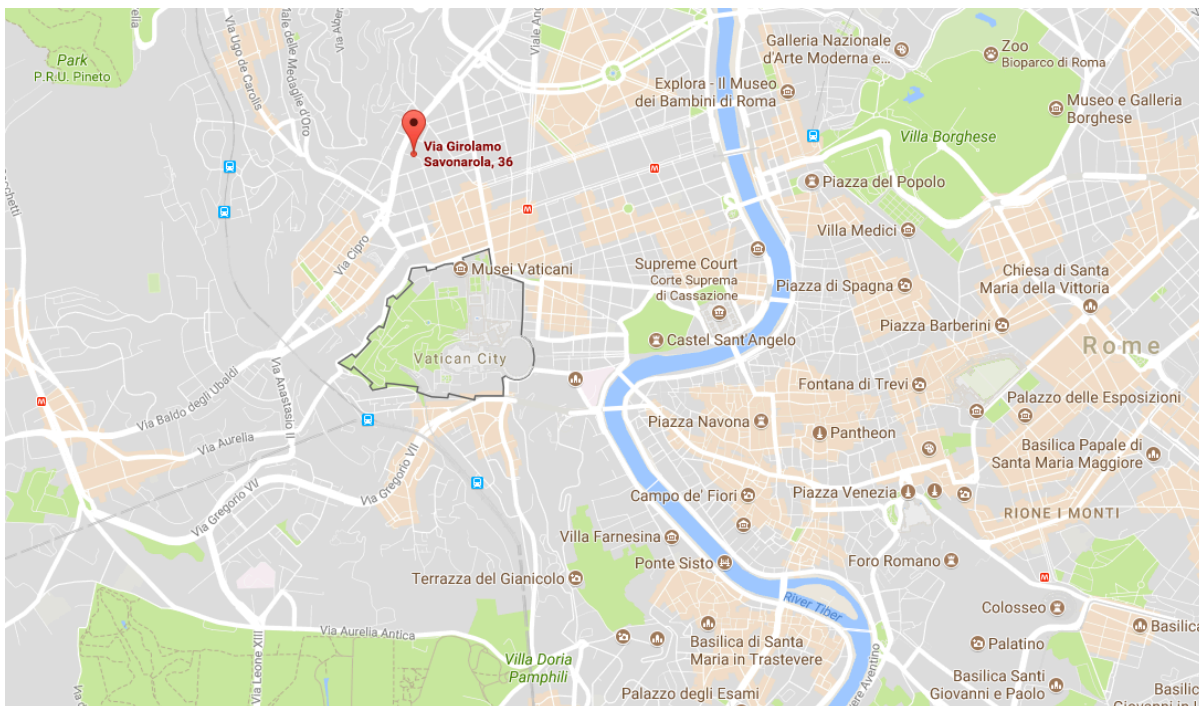 Park
P.R.U. Pineto
Via Ugo de Carolis
Viale delle Medaglie d'Oro
Via Girolamo
Savonarola, 36
Galleria Nazionale
d'Arte Moderna e...
Zoo
Bioparco di Roma
Explora - Il Museo
dei Bambini di Roma
Museo e Galleria
Borghese
Villa Borghese
M
M
Piazza del Popolo
Villa Medici
Via Cipro
Musei Vaticani
Supreme Court
Corte Suprema
di Cassazione
Piazza di Spagna
Chiesa di Santa
Maria della Vittoria
Piazza Barberini
Castel Sant'Angelo
Rome
Vatican City
Via Baldo degli Ubaldi
Via Anastasio II
Fontana di Trevi
Palazzo delle Esposizioni
M
Via Aurelia
Piazza Navona
Pantheon
Basilica Papale di
Santa Maria Maggiore
Via Gregorio VII
Via Gregorio VII
Campo de' Fiori
Piazza Venezia
RIONE I MONTI
Villa Farnesina
Ponte Sisto
Foro Romano
Terrazza del Gianicolo
M
River Tiber
Colosseo
Via Aurelia Antica
Via Leone XIII
Basilica
Basilica di Santa
Maria in Trastevere
Palatino
Villa Doria
Pamphili
Basilica Santi
Giovanni e Paolo
Palazzo degli Esami